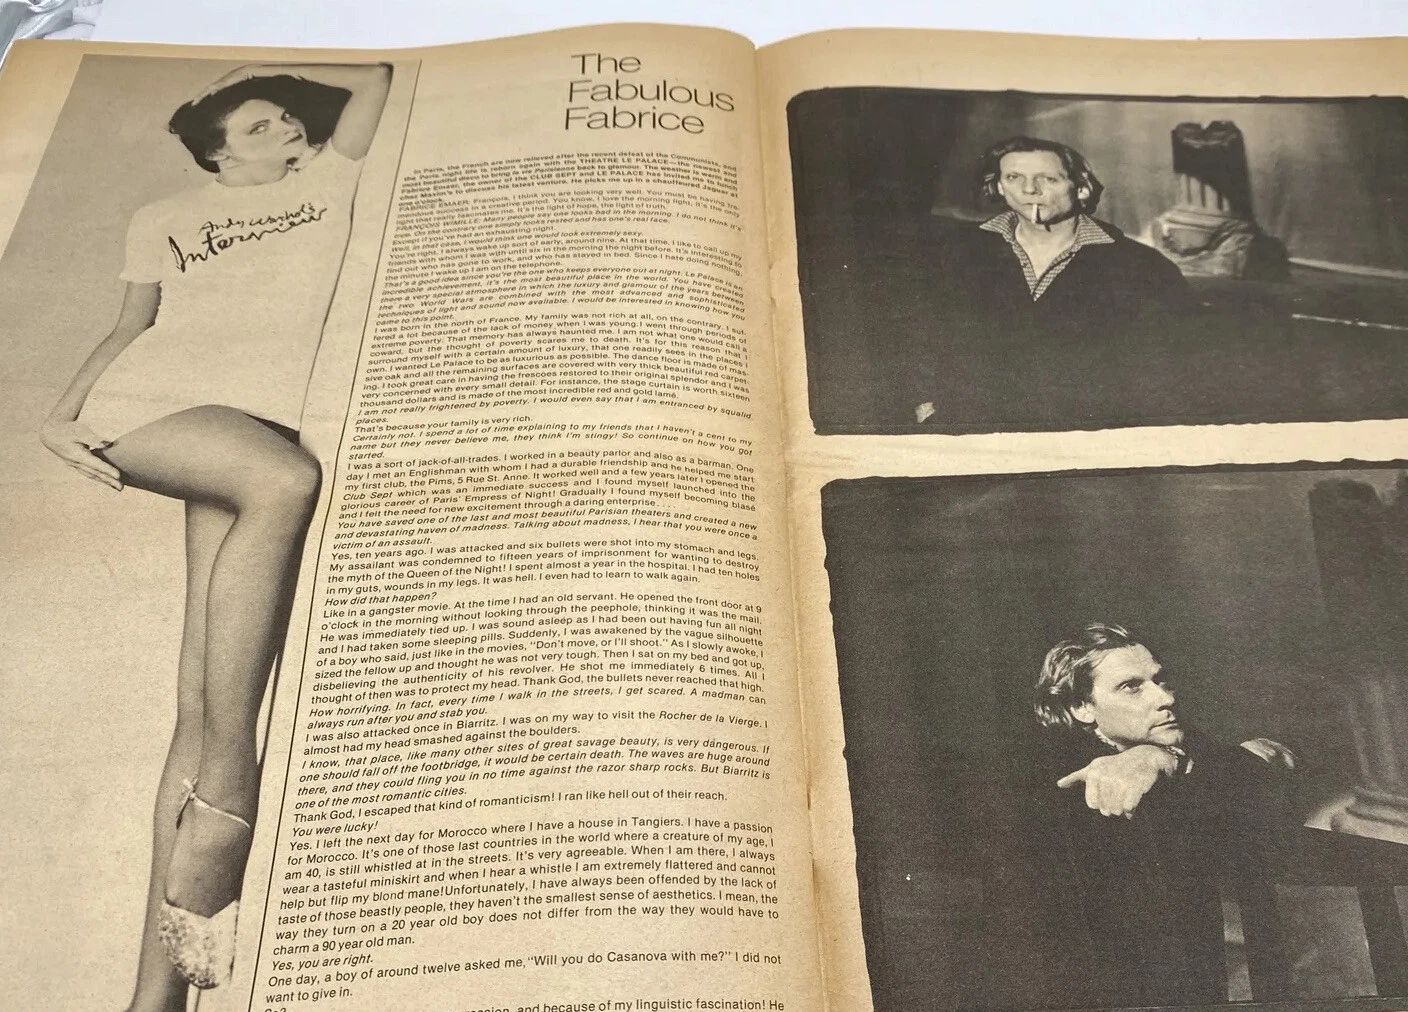 Andy Warhol's
Interview
The
Fabulous
Fabrice
In Paris, the French are now relieved after the recent defeat of the Communists, and
the Paris night life is reborn again with the THEATRE LE PALACE—the newest and
most beautiful disco to bring la vie Parisienne back to glamour. The weather is warm and
Fabrice Emaer, the owner of the CLUB SEPT and LE PALACE has invited me to lunch
chez Maxim's to discuss his latest venture. He picks me up in a chauffeured Jaguar at
one o'clock.
FABRICE EMAER: François, I think you are looking very well. You must be having tre-
mendous success in a creative period. You know, I love the morning light. It's the only
light that really fascinates me. It's the light of hope, the light of truth.
FRANÇOIS WIMILLE: Many people say one looks bad in the morning. I do not think it's
true. On the contrary one simply looks rested and has one's real face.
Except if you've had an exhausting night.
Well, in that case, I would think one would look extremely sexy.
You're right, I always wake up sort of early, around nine. At that time, I like to call up my
friends with whom I was with until six in the morning the night before. It's interesting to
find out who has gone to work, and who has stayed in bed. Since I hate doing nothing,
the minute I wake up I am on the telephone.
That's a good idea since you're the one who keeps everyone out at night. Le Palace is an
incredible achievement, it's the most beautiful place in the world. You have created
there a very special atmosphere in which the luxury and glamour of the years between
the two World Wars are combined with the most advanced and sophisticated
techniques of light and sound now available. I would be interested in knowing how you
came to this point.
I was born in the north of France. My family was not rich at all, on the contrary. I suf-
fered a lot because of the lack of money when I was young. I went through periods of
extreme poverty. That memory has always haunted me. I am not what one would call a
coward, but the thought of poverty scares me to death. It's for this reason that I
surround myself with a certain amount of luxury, that one readily sees in the places I
own. I wanted Le Palace to be as luxurious as possible. The dance floor is made of mas-
sive oak and all the remaining surfaces are covered with very thick beautiful red carpet-
ing. I took great care in having the frescoes restored to their original splendor and I was
very concerned with every small detail. For instance, the stage curtain is worth sixteen
thousand dollars and is made of the most incredible red and gold lamé.
I am not really frightened by poverty. I would even say that I am entranced by squalid
places.
That's because your family is very rich.
Certainly not. I spend a lot of time explaining to my friends that I haven't a cent to my
name but they never believe me, they think I'm stingy! So continue on how you got
started.
I was a sort of jack-of-all-trades. I worked in a beauty parlor and also as a barman. One
day I met an Englishman with whom I had a durable friendship and he helped me start
my first club, the Pims, 5 Rue St. Anne. It worked well and a few years later I opened the
Club Sept which was an immediate success and I found myself launched into the
glorious career of Paris' Empress of Night! Gradually I found myself becoming blasé
and I felt the need for new excitement through a daring enterprise....
You have saved one of the last and most beautiful Parisian theaters and created a new
and devastating haven of madness. Talking about madness, I hear that you were once a
victim of an assault.
Yes, ten years ago. I was attacked and six bullets were shot into my stomach and legs.
My assailant was condemned to fifteen years of imprisonment for wanting to destroy
the myth of the Queen of the Night! I spent almost a year in the hospital. I had ten holes
in my guts, wounds in my legs. It was hell. I even had to learn to walk again.
How did that happen?
Like in a gangster movie. At the time I had an old servant. He opened the front door at 9
o'clock in the morning without looking through the peephole, thinking it was the mail.
He was immediately tied up. I was sound asleep as I had been out having fun all night
and I had taken some sleeping pills. Suddenly, I was awakened by the vague silhouette
of a boy who said, just like in the movies, "Don't move, or I'll shoot." As I slowly awoke, I
sized the fellow up and thought he was not very tough. Then I sat on my bed and got up,
disbelieving the authenticity of his revolver. He shot me immediately 6 times. All I
thought of then was to protect my head. Thank God, the bullets never reached that high.
How horrifying. In fact, every time I walk in the streets, I get scared. A madman can
always run after you and stab you.
I was also attacked once in Biarritz. I was on my way to visit the Rocher de la Vierge. I
almost had my head smashed against the boulders.
I know, that place, like many other sites of great savage beauty, is very dangerous. If
one should fall off the footbridge, it would be certain death. The waves are huge around
there, and they could fling you in no time against the razor sharp rocks. But Biarritz is
one of the most romantic cities.
Thank God, I escaped that kind of romanticism! I ran like hell out of their reach.
You were lucky!
Yes. I left the next day for Morocco where I have a house in Tangiers. I have a passion
for Morocco. It's one of those last countries in the world where a creature of my age, I
am 40, is still whistled at in the streets. It's very agreeable. When I am there, I always
wear a tasteful miniskirt and when I hear a whistle I am extremely flattered and cannot
help but flip my blond mane! Unfortunately, I have always been offended by the lack of
taste of those beastly people, they haven't the smallest sense of aesthetics. I mean, the
way they turn on a 20 year old boy does not differ from the way they would have to
charm a 90 year old man.
Yes, you are right.
One day, a boy of around twelve asked me, "Will you do Casanova with me?" I did not
want to give in.
and because of my linguistic fascination! He